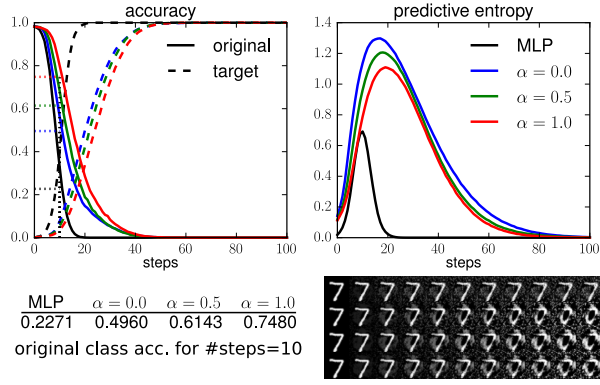 accuracy
1.0
0.8
0.6
0.4
0.2
0.0
original
target
0 20 40 60 80 100
steps
predictive entropy
1.4
1.2
1.0
0.8
0.6
0.4
0.2
0.0
MLP
α = 0.0
α = 0.5
α = 1.0
0 20 40 60 80 100
steps
MLP α = 0.0 α = 0.5 α = 1.0
0.2271 0.4960 0.6143 0.7480
original class acc. for #steps=10